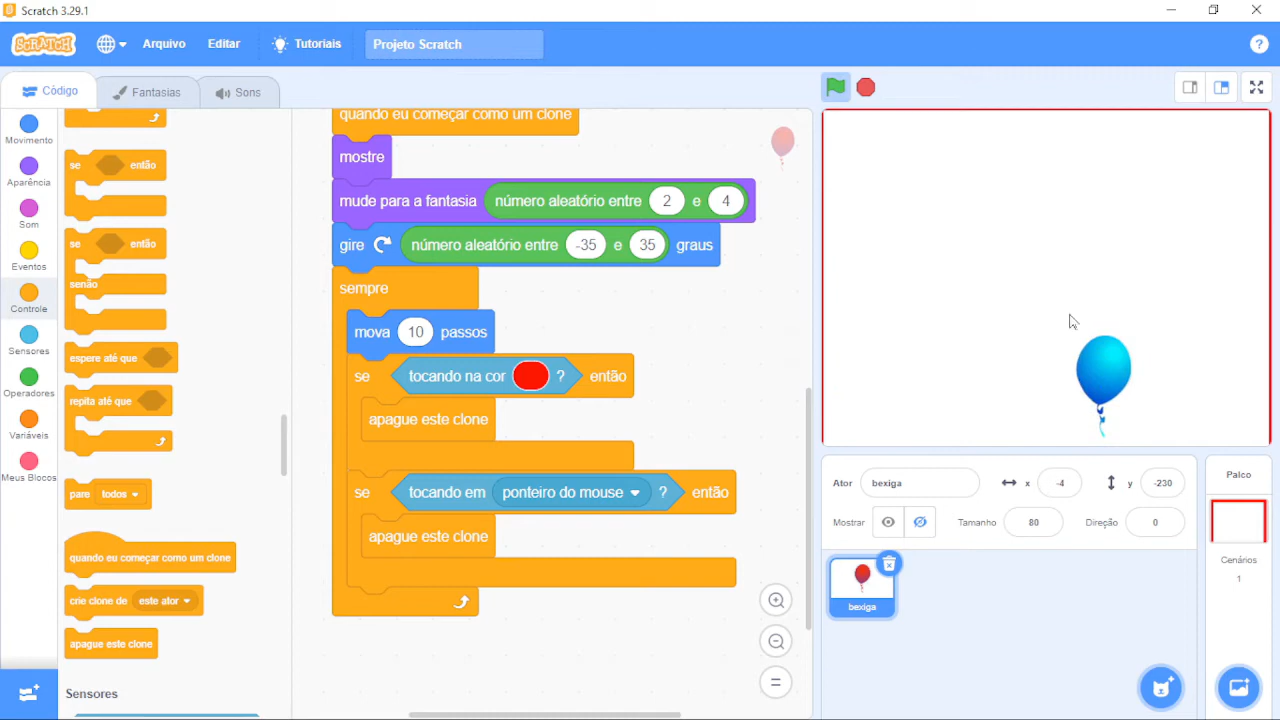 Scratch 3.29.1
SCRATCH
Arquivo
Editar
Tutoriais
Projeto Scratch
?
Código
Fantasias
Sons
Movimento
Aparência
Som
Eventos
Controle
Sensores
Operadores
Variáveis
Meus Blocos
se então
se então
senão
espere até que
repita até que
pare todos
quando eu começar como um clone
crie clone de este ator
apague este clone
Sensores
quando eu começar como um clone
mostre
mude para a fantasia número aleatório entre 2 e 4
gire número aleatório entre -35 e 35 graus
sempre
mova 10 passos
se tocando na cor ? então
apague este clone
se tocando em ponteiro do mouse ? então
apague este clone
Ator bexiga x -4 y -230
Mostrar Tamanho 80 Direção 0
bexiga
Palco
Cenários
1